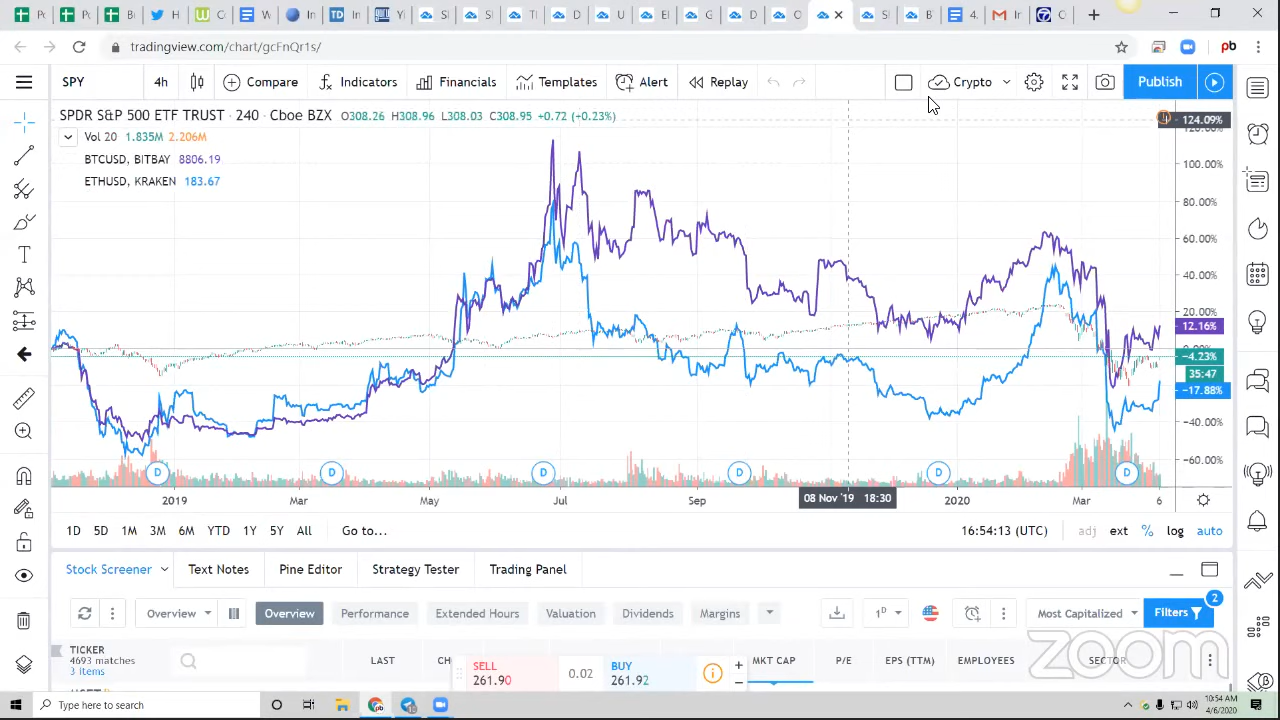 tradingview.com/chart/gcFnQr1s/
SPY 4h Compare Indicators Financials Templates Alert Replay Crypto Publish
SPDR S&P 500 ETF TRUST · 240 · Cboe BZX O308.26 H308.96 L308.03 C308.95 +0.72 (+0.23%)
Vol 20 1.835M 2.206M
BTCUSD, BITBAY 8806.19
ETHUSD, KRAKEN 183.67
124.09%
120.00%
100.00%
80.00%
60.00%
40.00%
20.00%
12.16%
0.00%
−4.23%
35:47
−17.88%
−40.00%
−60.00%
D D D D D D
2019 Mar May Jul Sep 08 Nov '19 18:30 2020 Mar 6
1D 5D 1M 3M 6M YTD 1Y 5Y All Go to... 16:54:13 (UTC) adj ext % log auto
Stock Screener Text Notes Pine Editor Strategy Tester Trading Panel
Overview Overview Performance Extended Hours Valuation Dividends Margins 1D Most Capitalized Filters 2
TICKER LAST MKT CAP P/E EPS (TTM) EMPLOYEES SECTOR
4693 matches
3 Items
SELL 261.90 0.02 BUY 261.92
zoom
Type here to search
10:54 AM
4/6/2020